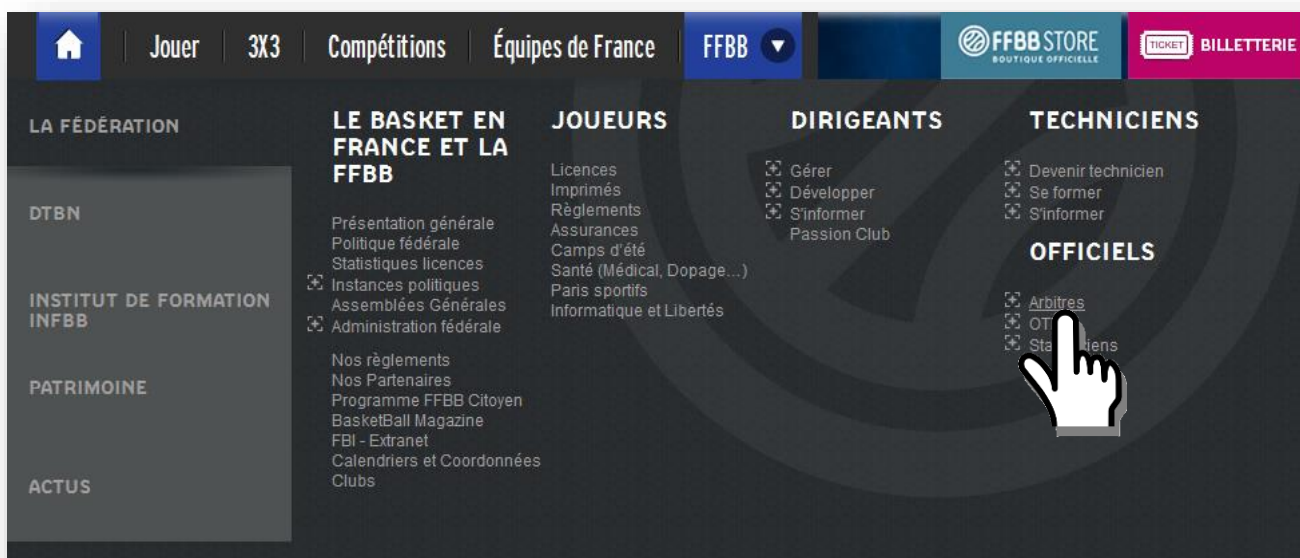 Jouer 3X3 Compétitions Équipes de France FFBB FFBB STORE TICKET BILLETTERIE
BOUTIQUE OFFICIELLE
LA FÉDÉRATION
DTBN
INSTITUT DE FORMATION
INFBB
PATRIMOINE
ACTUS
LE BASKET EN
FRANCE ET LA
FFBB
Présentation générale
Politique fédérale
Statistiques licences
Instances politiques
Assemblées Générales
Administration fédérale
Nos règlements
Nos Partenaires
Programme FFBB Citoyen
BasketBall Magazine
FBI - Extranet
Calendriers et Coordonnées
Clubs
JOUEURS
Licences
Imprimés
Règlements
Assurances
Camps d'été
Santé (Médical, Dopage...)
Paris sportifs
Informatique et Libertés
DIRIGEANTS
Gérer
Développer
S'informer
Passion Club
TECHNICIENS
Devenir technicien
Se former
S'informer
OFFICIELS
Arbitres